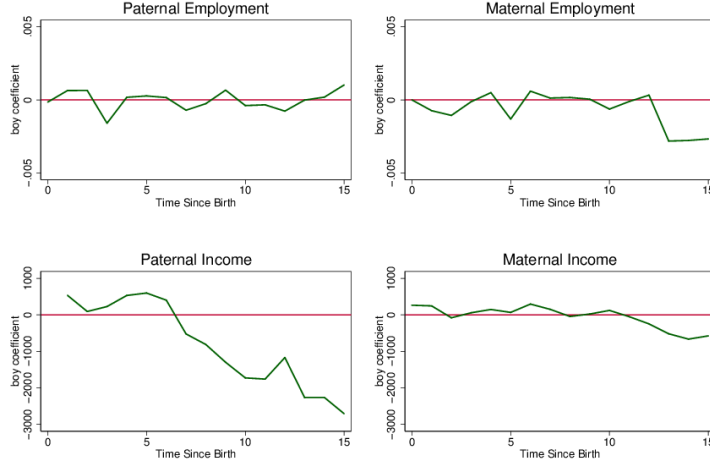 Paternal Employment
boy coefficient
.005
0
-.005
0 5 10 15
Time Since Birth
Maternal Employment
boy coefficient
.005
0
-.005
0 5 10 15
Time Since Birth
Paternal Income
boy coefficient
1000
0
-1000
-2000
-3000
0 5 10 15
Time Since Birth
Maternal Income
boy coefficient
1000
0
-1000
-2000
-3000
0 5 10 15
Time Since Birth